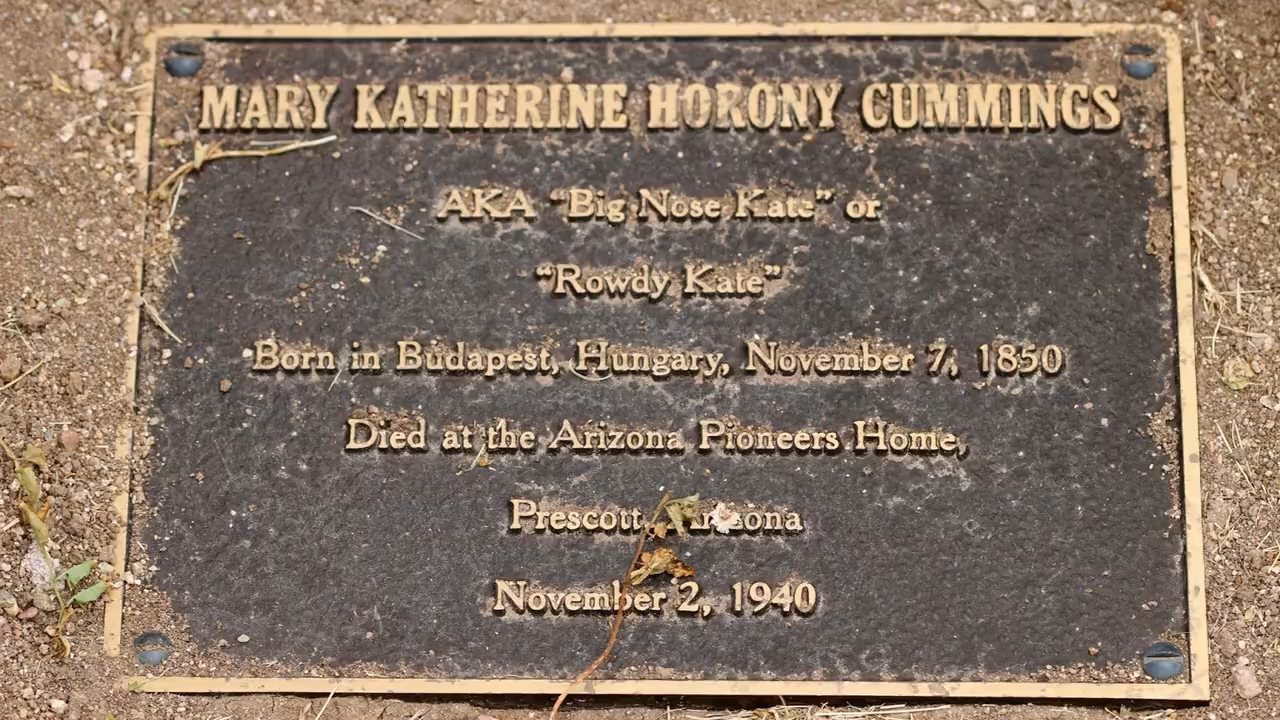 MARY KATHERINE HORONY CUMMINGS
AKA “Big Nose Kate” or
“Rowdy Kate”
Born in Budapest, Hungary, November 7, 1850
Died at the Arizona Pioneers Home,
Prescott, Arizona
November 2, 1940